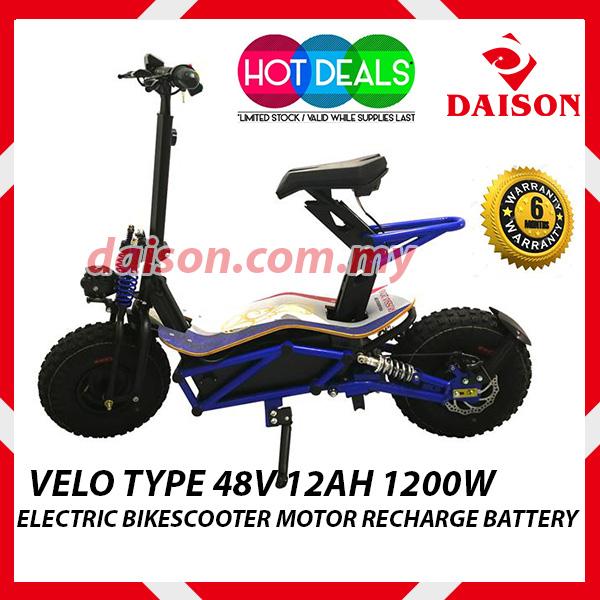 HOT DEALS
*LIMITED STOCK / VALID WHILE SUPPLIES LAST
DAISON
WARRANTY
6
MONTHS
WARRANTY
daison.com.my
VELO TYPE 48V 12AH 1200W
ELECTRIC BIKESCOOTER MOTOR RECHARGE BATTERY